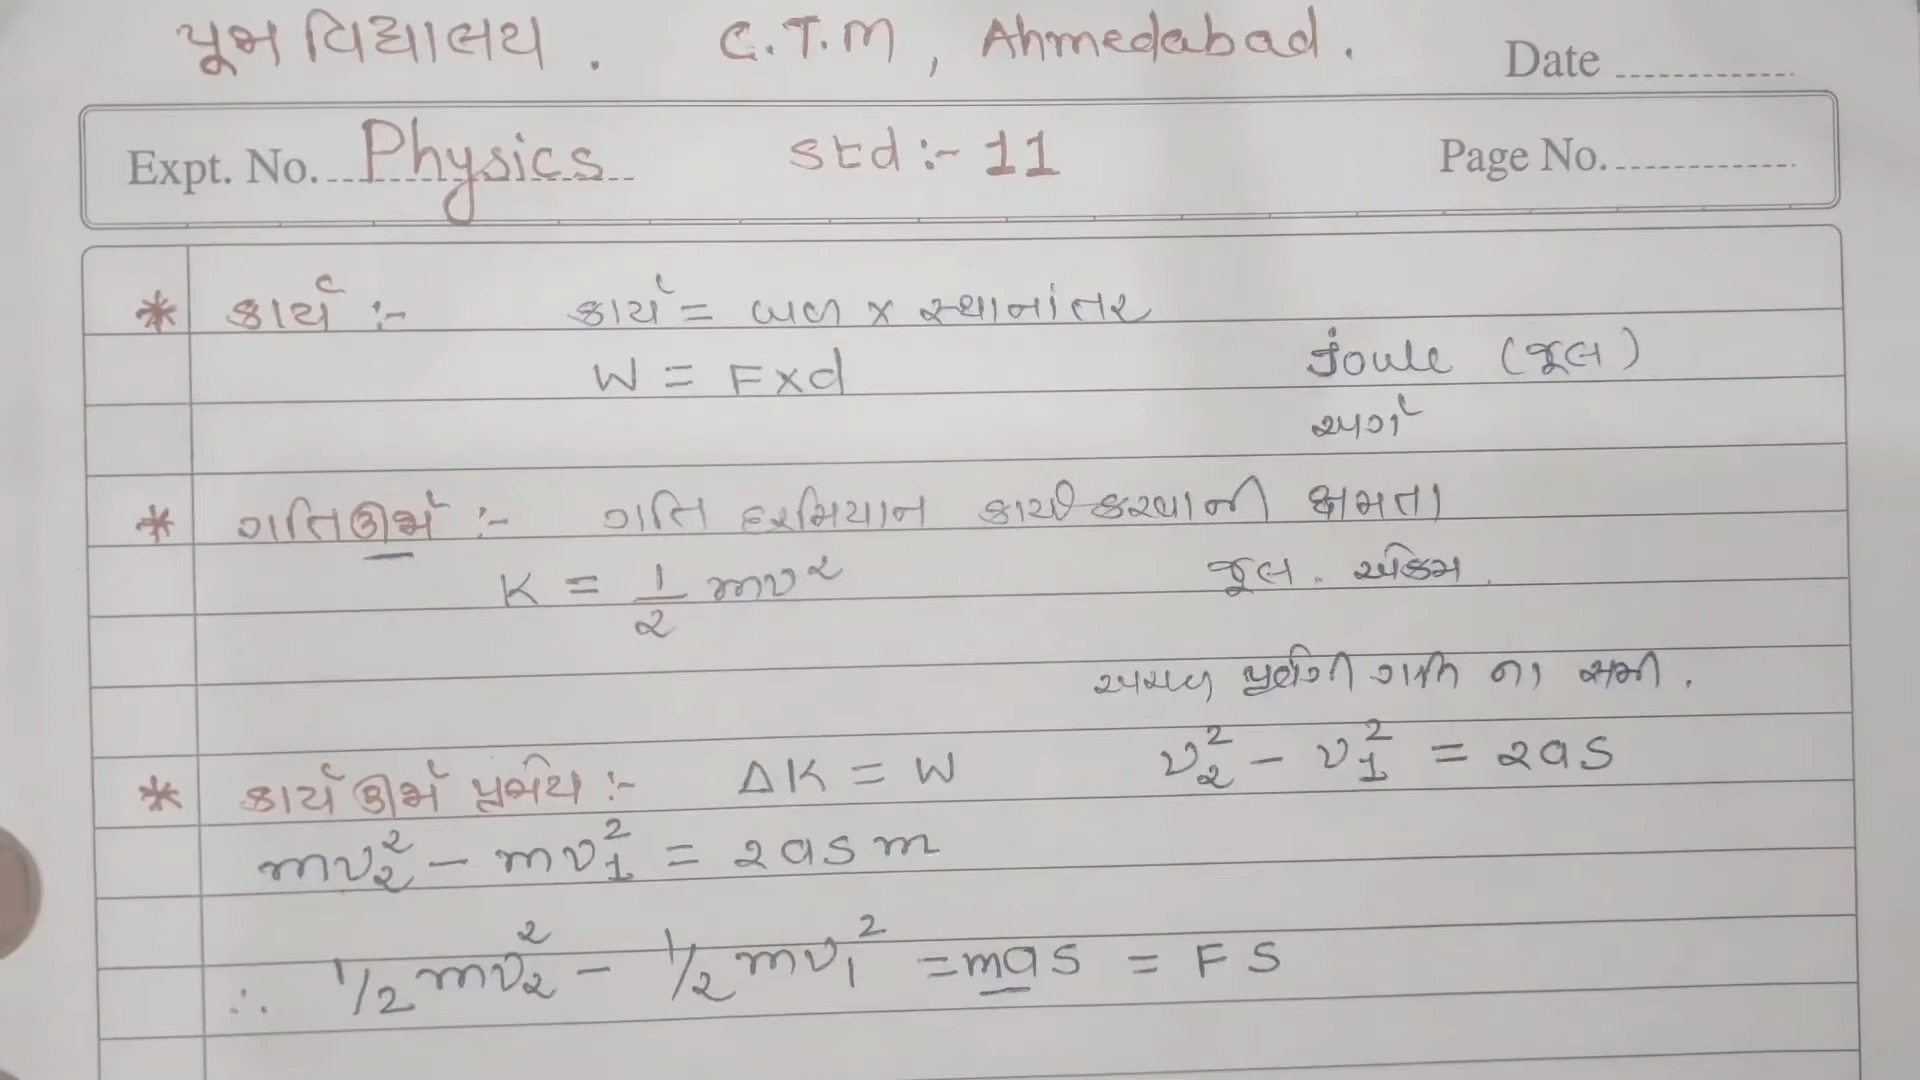 પૂજા વિદ્યાલય. C.T.M, Ahmedabad.
Date
Expt. No. Physics Std :- 11 Page No.
* કાર્ય :- કાર્ય = બળ x સ્થાનાંતર
W = Fxd Joule (જૂલ)
અર્ગ
* ગતિઊર્જા :- ગતિ દરમિયાન કાર્ય કરવાની ક્ષમતા
K = 1/2 mv² જૂલ. એકમ.
પ્રવેગી ગતિ ના સમી.
* કાર્ય ઊર્જા પ્રમેય :- ΔK = W v₂² - v₁² = 2as
mv₂² - mv₁² = 2asm
∴ 1/2 mv₂² - 1/2 mv₁² = mas = FS